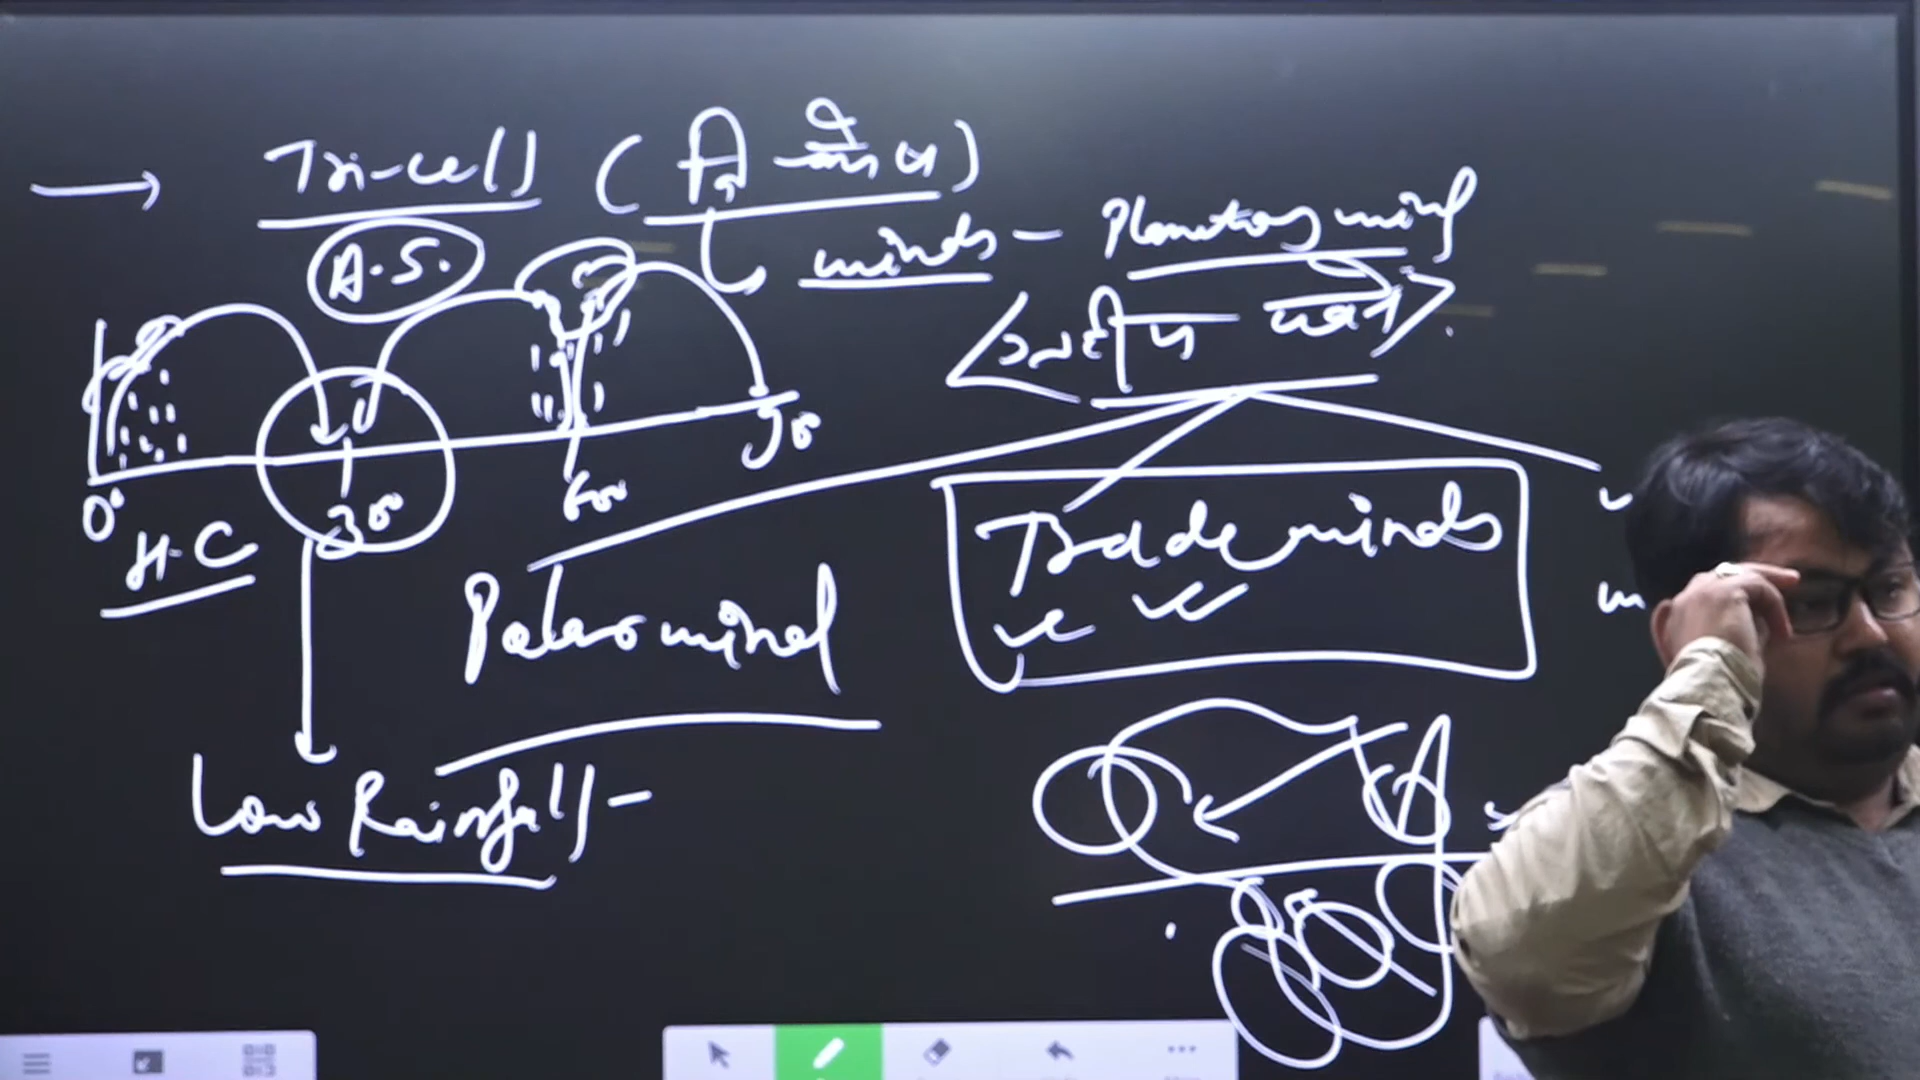 → Tri-cell (त्रि-कोशीय)
A.S.
winds – Planetary wind
<स्थानीय पवन>
0° 30° 60° 90°
H.C
Polar wind
Trade winds
Low Rainfall –